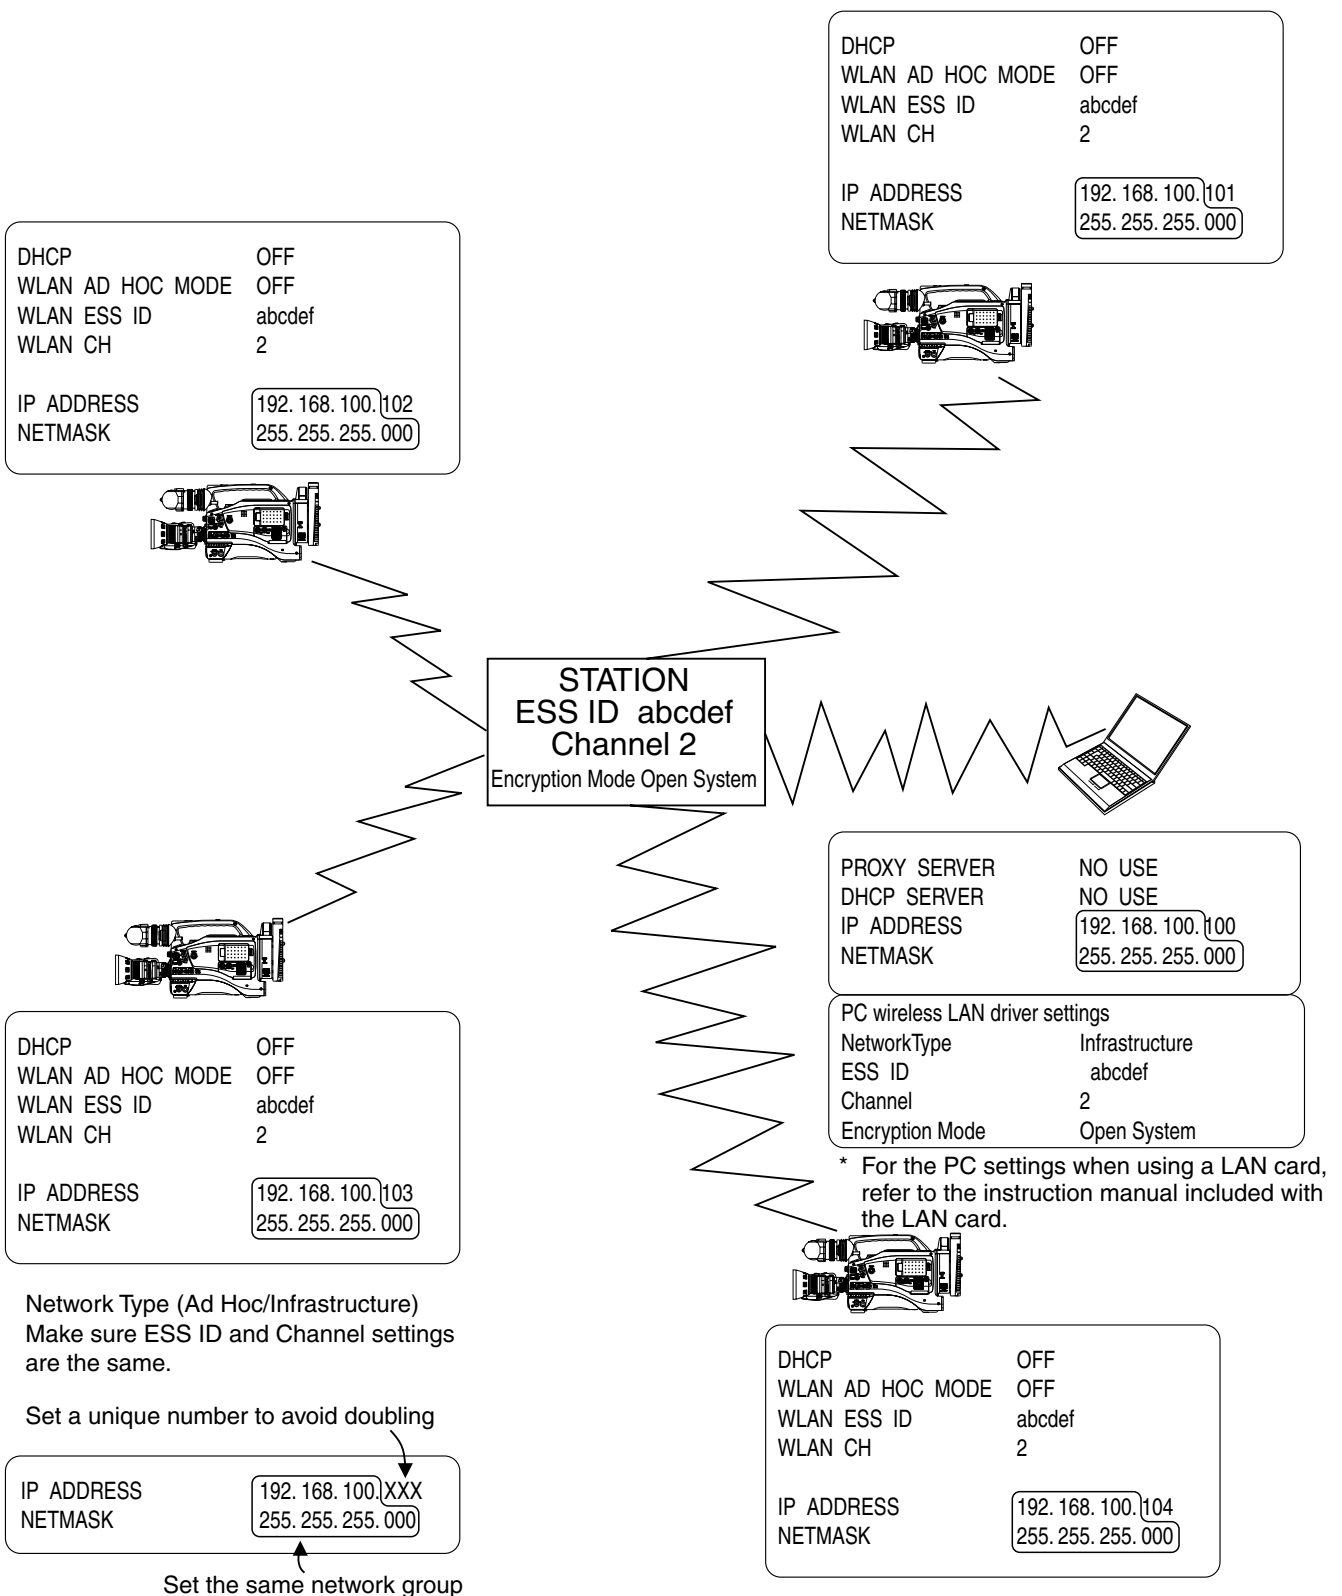 DHCP OFF
WLAN AD HOC MODE OFF
WLAN ESS ID abcdef
WLAN CH 2
IP ADDRESS 192. 168. 100. 101
NETMASK 255. 255. 255. 000
DHCP OFF
WLAN AD HOC MODE OFF
WLAN ESS ID abcdef
WLAN CH 2
IP ADDRESS 192. 168. 100. 102
NETMASK 255. 255. 255. 000
STATION
ESS ID abcdef
Channel 2
Encryption Mode Open System
PROXY SERVER NO USE
DHCP SERVER NO USE
IP ADDRESS 192. 168. 100. 100
NETMASK 255. 255. 255. 000
PC wireless LAN driver settings
NetworkType Infrastructure
ESS ID abcdef
Channel 2
Encryption Mode Open System
* For the PC settings when using a LAN card,
refer to the instruction manual included with
the LAN card.
DHCP OFF
WLAN AD HOC MODE OFF
WLAN ESS ID abcdef
WLAN CH 2
IP ADDRESS 192. 168. 100. 103
NETMASK 255. 255. 255. 000
Network Type (Ad Hoc/Infrastructure)
Make sure ESS ID and Channel settings
are the same.
Set a unique number to avoid doubling
IP ADDRESS 192. 168. 100. XXX
NETMASK 255. 255. 255. 000
Set the same network group
DHCP OFF
WLAN AD HOC MODE OFF
WLAN ESS ID abcdef
WLAN CH 2
IP ADDRESS 192. 168. 100. 104
NETMASK 255. 255. 255. 000